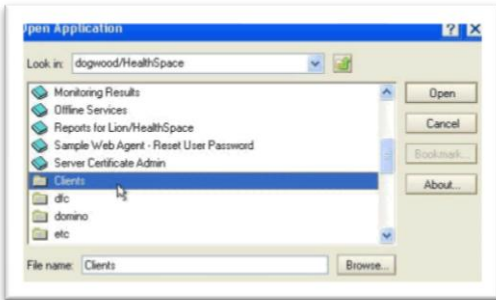 Open Application
Look in: dogwood/HealthSpace
Monitoring Results
Offline Services
Reports for Lion/HealthSpace
Sample Web Agent - Reset User Password
Server Certificate Admin
Clients
dfc
domino
etc
Open
Cancel
Bookmark...
About...
File name: Clients
Browse...